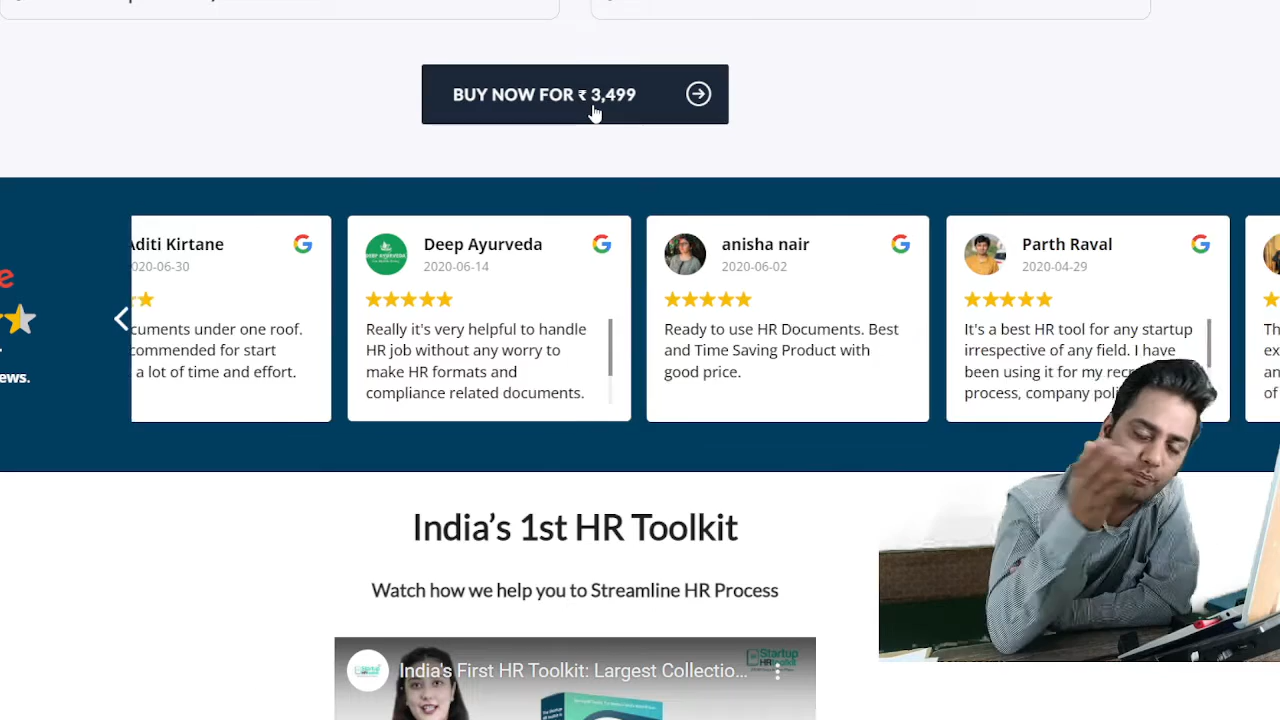 BUY NOW FOR ₹ 3,499
Aditi Kirtane
2020-06-30
cuments under one roof.
commended for start
a lot of time and effort.
Deep Ayurveda
2020-06-14
Really it's very helpful to handle
HR job without any worry to
make HR formats and
compliance related documents.
anisha nair
2020-06-02
Ready to use HR Documents. Best
and Time Saving Product with
good price.
Parth Raval
2020-04-29
It's a best HR tool for any startup
irrespective of any field. I have
been using it for my
process, company
ews.
India's 1st HR Toolkit
Watch how we help you to Streamline HR Process
India's First HR Toolkit: Largest Collectio...
Startup
HR toolkit